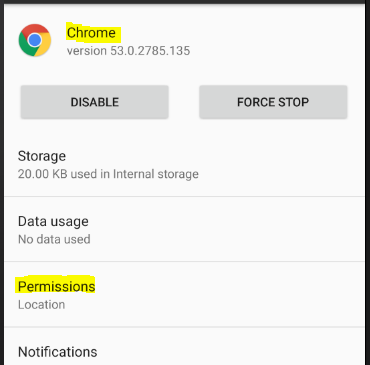 Chrome
version 53.0.2785.135
DISABLE FORCE STOP
Storage
20.00 KB used in Internal storage
Data usage
No data used
Permissions
Location
Notifications